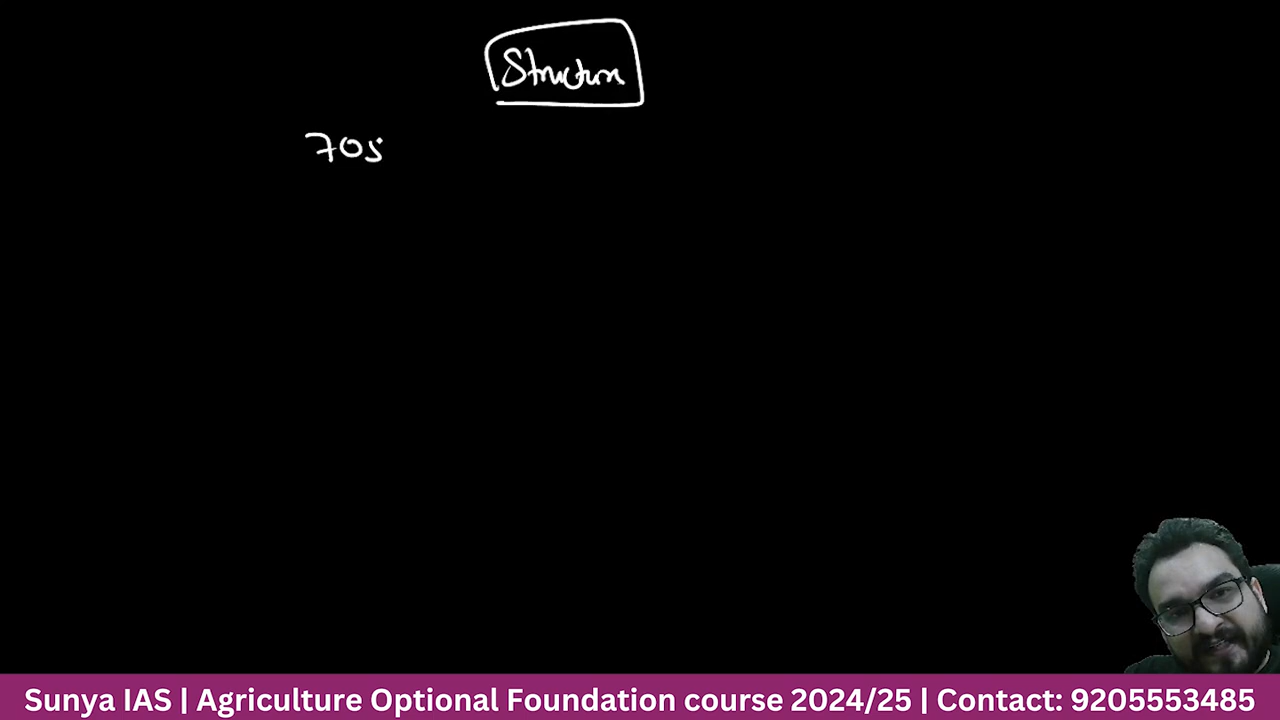 Structure
70s
Sunya IAS | Agriculture Optional Foundation course 2024/25 | Contact: 9205553485